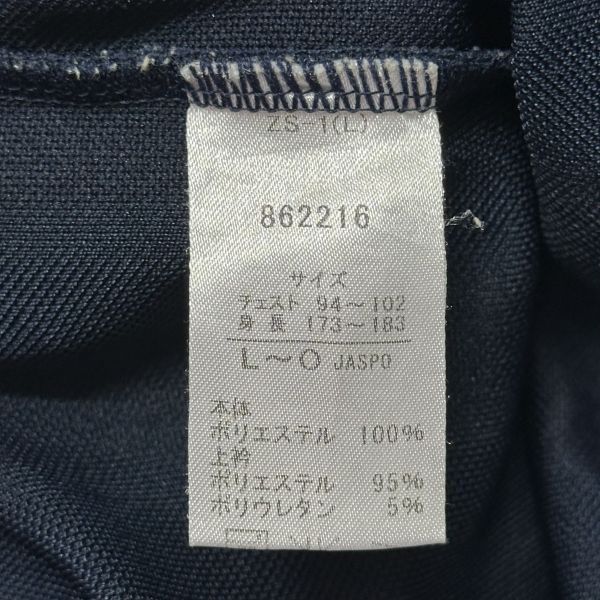 ZS-1(L)
862216
サイズ
チェスト 94～102
身長 173～183
L～O JASPO
本体
ポリエステル 100%
上衿
ポリエステル 95%
ポリウレタン 5%